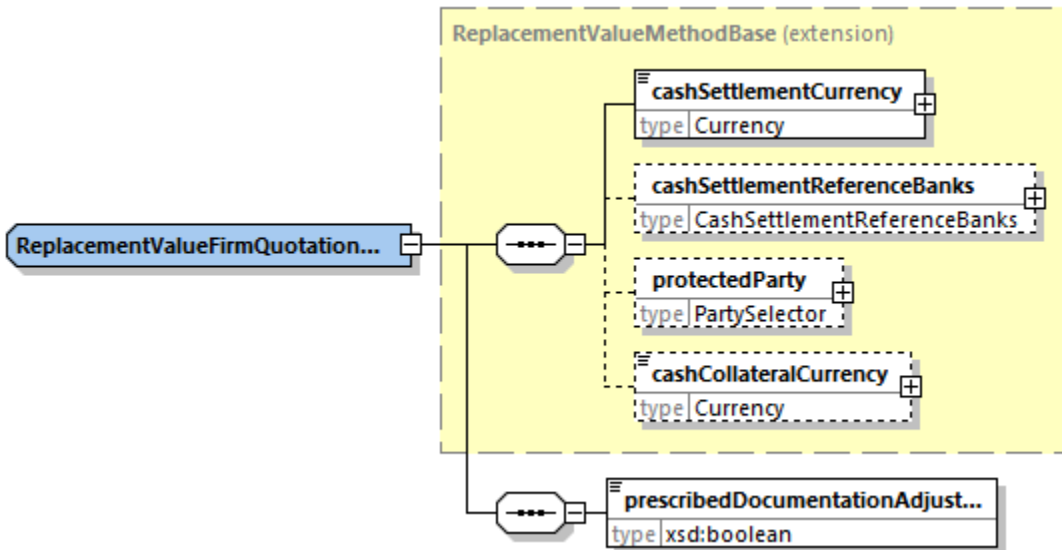 ReplacementValueMethodBase (extension)
cashSettlementCurrency
type Currency
cashSettlementReferenceBanks
type CashSettlementReferenceBanks
ReplacementValueFirmQuotation...
protectedParty
type PartySelector
cashCollateralCurrency
type Currency
prescribedDocumentationAdjust...
type xsd:boolean